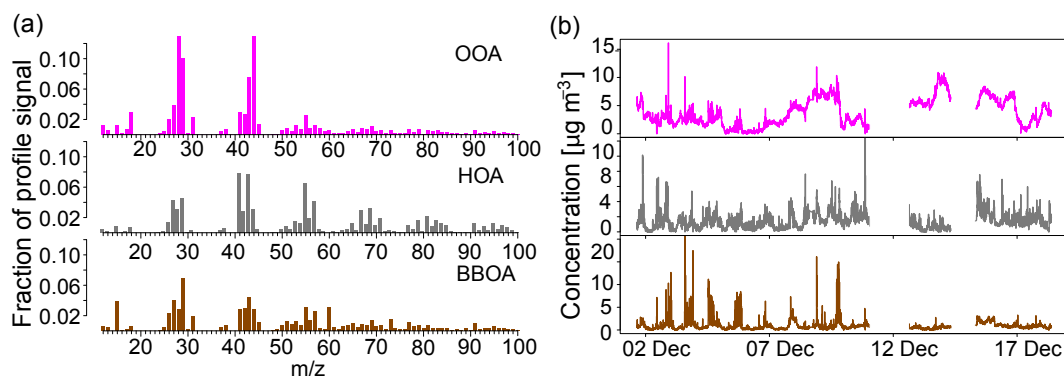 (a)
Fraction of profile signal
0.10
0.06
0.02
OOA
20 30 40 50 60 70 80 90 100
0.10
0.06
0.02
HOA
20 30 40 50 60 70 80 90 100
0.10
0.06
0.02
BBOA
20 30 40 50 60 70 80 90 100
m/z
(b)
Concentration [µg m⁻³]
15
10
5
0
12
8
4
0
20
10
0
02 Dec 07 Dec 12 Dec 17 Dec